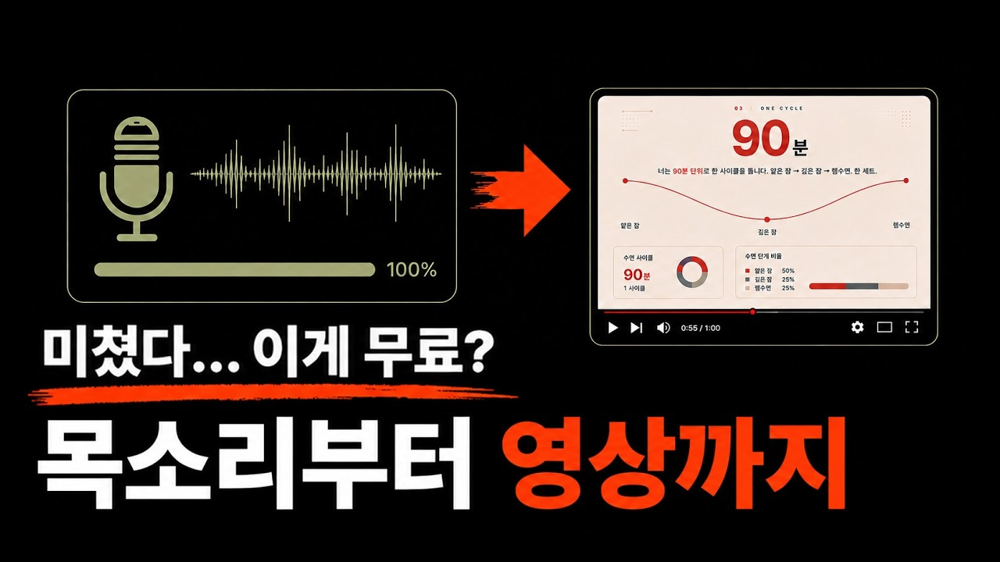 100%
03 | ONE CYCLE
90분
너는 90분 단위로 한 사이클을 돕니다. 얕은 잠 → 깊은 잠 → 렘수면. 한 세트.
얕은 잠
깊은 잠
렘수면
수면 사이클
90분
1 사이클
수면 단계 비율
얕은 잠 50%
깊은 잠 25%
렘수면 25%
0:55 / 1:00
미쳤다... 이게 무료?
목소리부터 영상까지